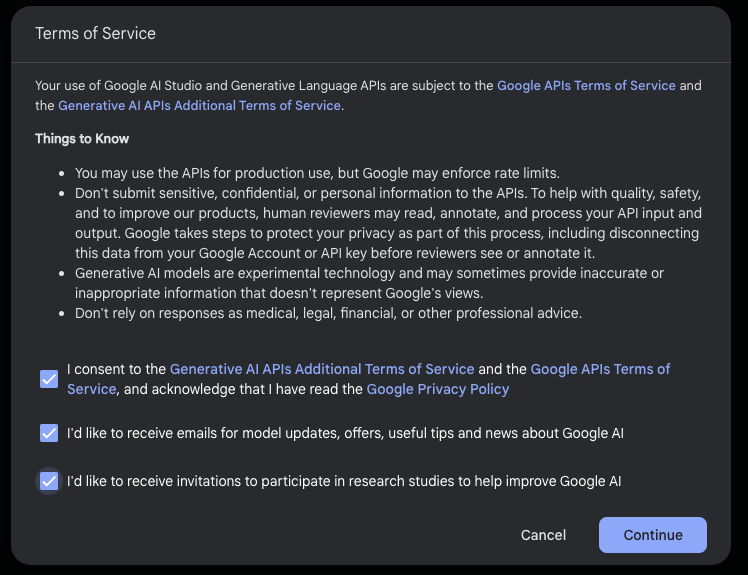 Terms of Service
Your use of Google AI Studio and Generative Language APIs are subject to the Google APIs Terms of Service and
the Generative AI APIs Additional Terms of Service.
Things to Know
• You may use the APIs for production use, but Google may enforce rate limits.
• Don't submit sensitive, confidential, or personal information to the APIs. To help with quality, safety,
and to improve our products, human reviewers may read, annotate, and process your API input and
output. Google takes steps to protect your privacy as part of this process, including disconnecting
this data from your Google Account or API key before reviewers see or annotate it.
• Generative AI models are experimental technology and may sometimes provide inaccurate or
inappropriate information that doesn't represent Google's views.
• Don't rely on responses as medical, legal, financial, or other professional advice.
I consent to the Generative AI APIs Additional Terms of Service and the Google APIs Terms of
Service, and acknowledge that I have read the Google Privacy Policy
I'd like to receive emails for model updates, offers, useful tips and news about Google AI
I'd like to receive invitations to participate in research studies to help improve Google AI
Cancel
Continue